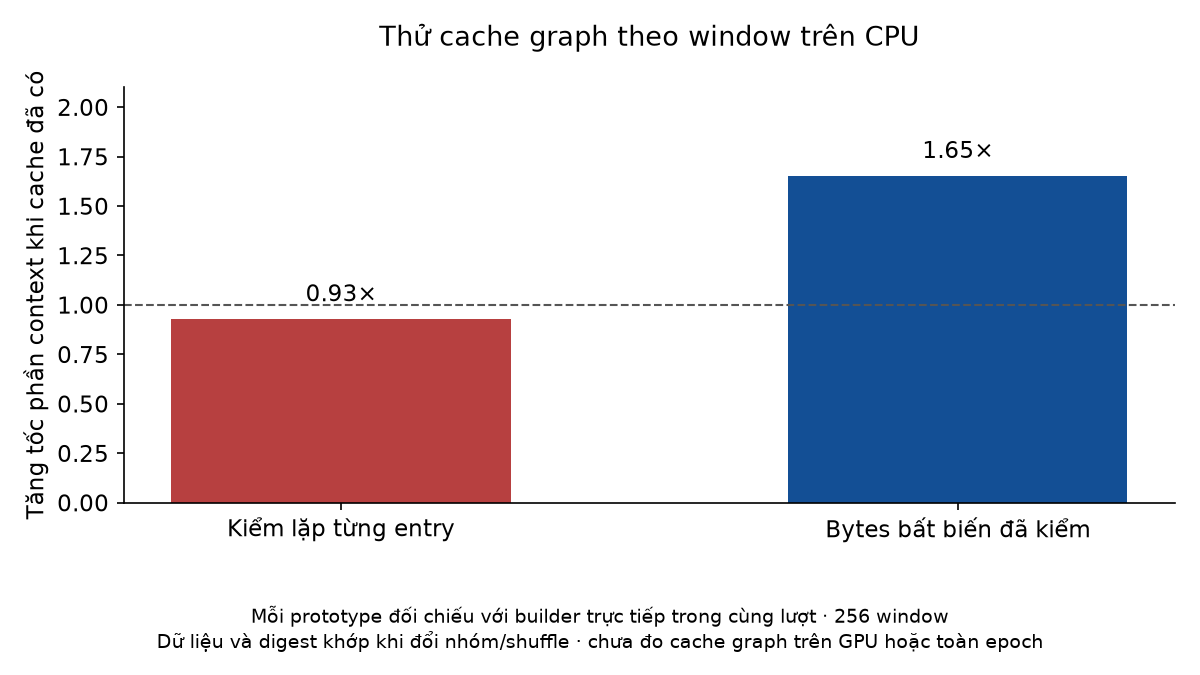 Thử cache graph theo window trên CPU
Tăng tốc phần context khi cache đã có
2.00
1.75
1.50
1.25
1.00
0.75
0.50
0.25
0.00
0.93×
1.65×
Kiểm lặp từng entry
Bytes bất biến đã kiểm
Mỗi prototype đối chiếu với builder trực tiếp trong cùng lượt · 256 window
Dữ liệu và digest khớp khi đổi nhóm/shuffle · chưa đo cache graph trên GPU hoặc toàn epoch